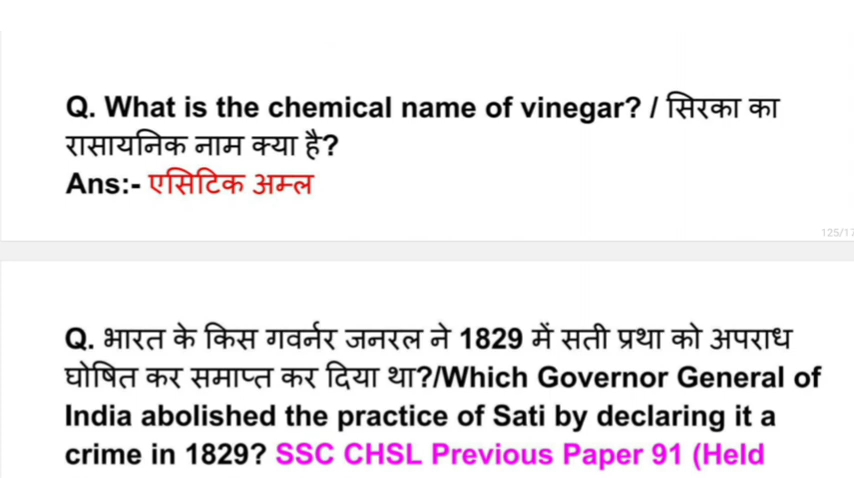 Q. What is the chemical name of vinegar? / सिरका का
रासायनिक नाम क्या है?
Ans:- एसिटिक अम्ल
Q. भारत के किस गवर्नर जनरल ने 1829 में सती प्रथा को अपराध
घोषित कर समाप्त कर दिया था?/Which Governor General of
India abolished the practice of Sati by declaring it a
crime in 1829? SSC CHSL Previous Paper 91 (Held